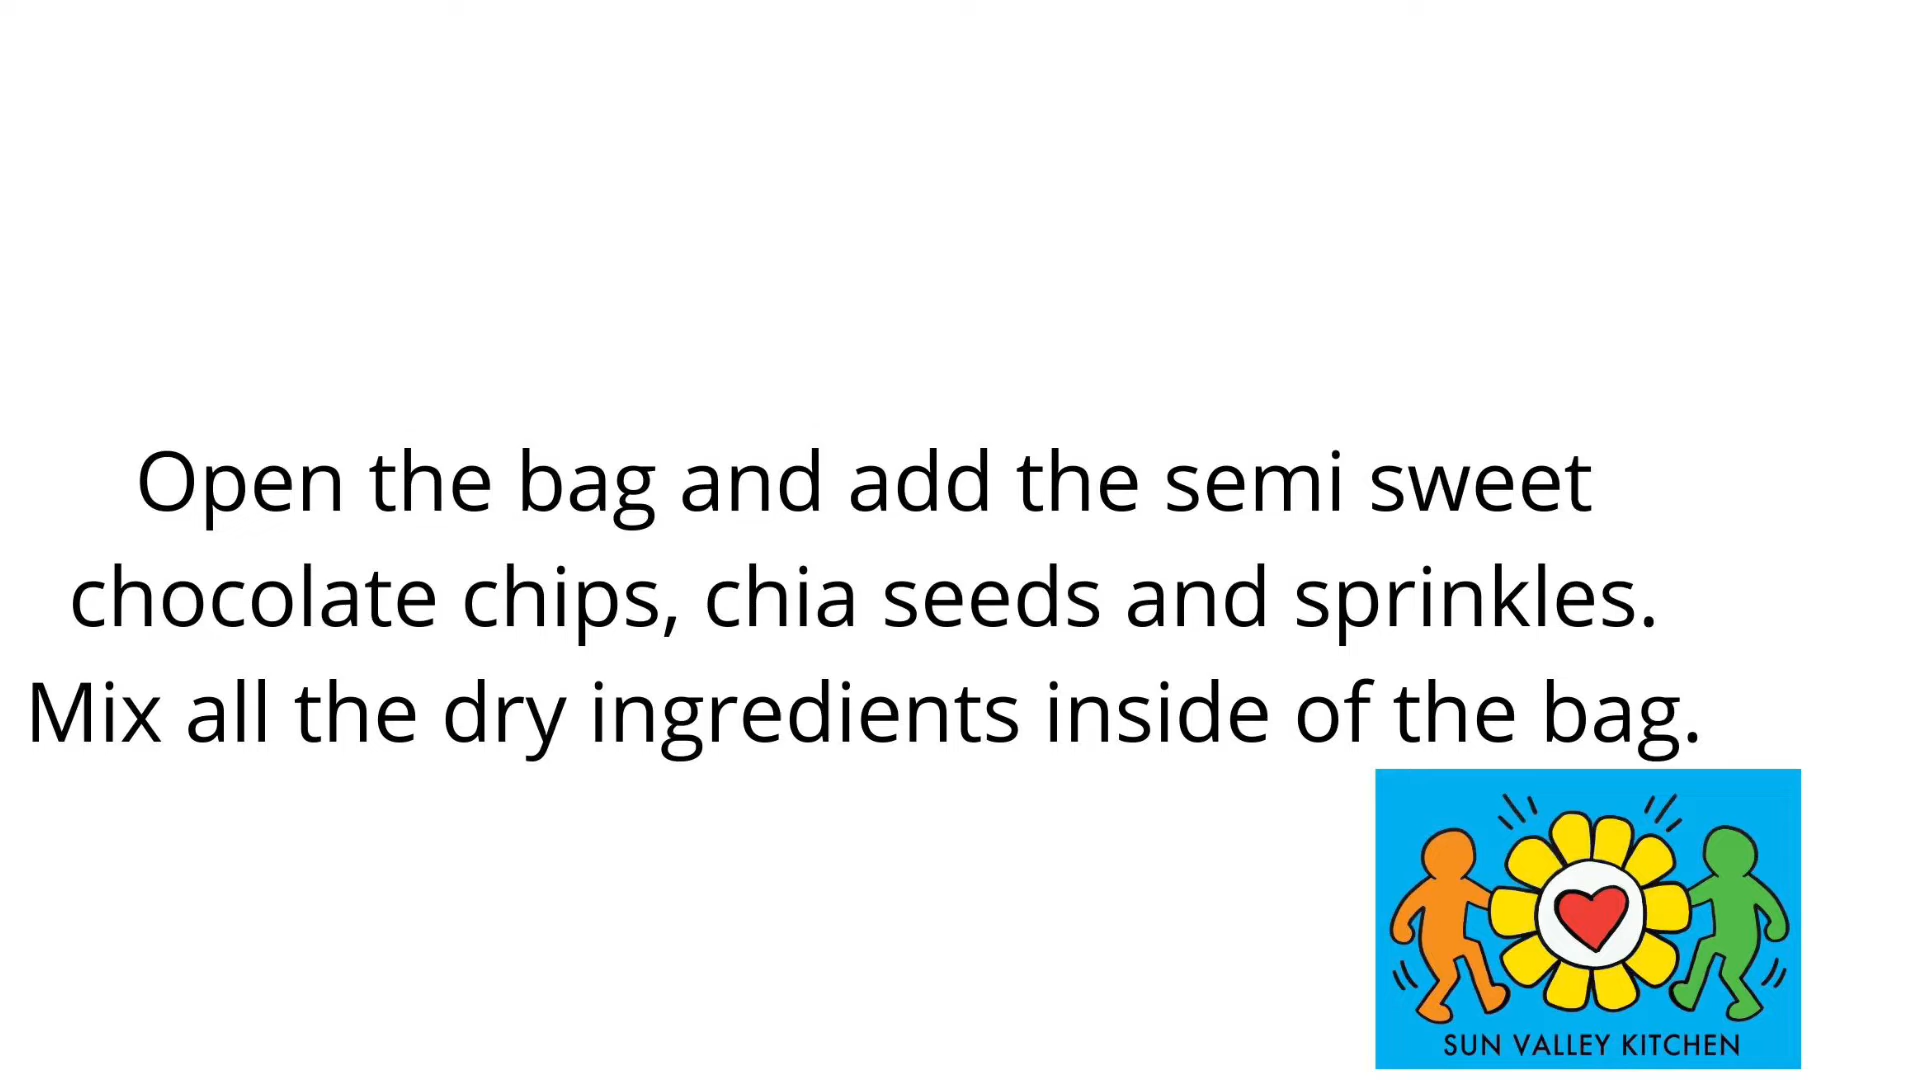 Open the bag and add the semi sweet
chocolate chips, chia seeds and sprinkles.
Mix all the dry ingredients inside of the bag.
SUN VALLEY KITCHEN